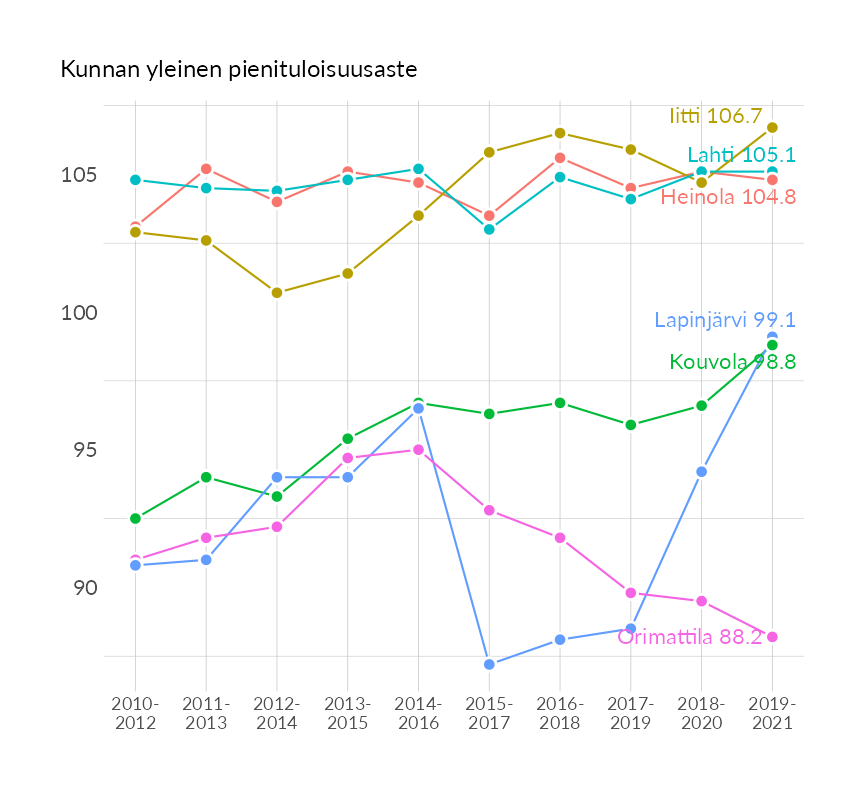 Kunnan yleinen pienituloisuusaste
Iitti 106.7
Lahti 105.1
105
Heinola 104.8
100
Lapinjärvi 99.1
Kouvola 98.8
95
90
Orimattila 88.2
2010- 2011- 2012- 2013- 2014- 2015- 2016- 2017- 2018- 2019-
2012 2013 2014 2015 2016 2017 2018 2019 2020 2021